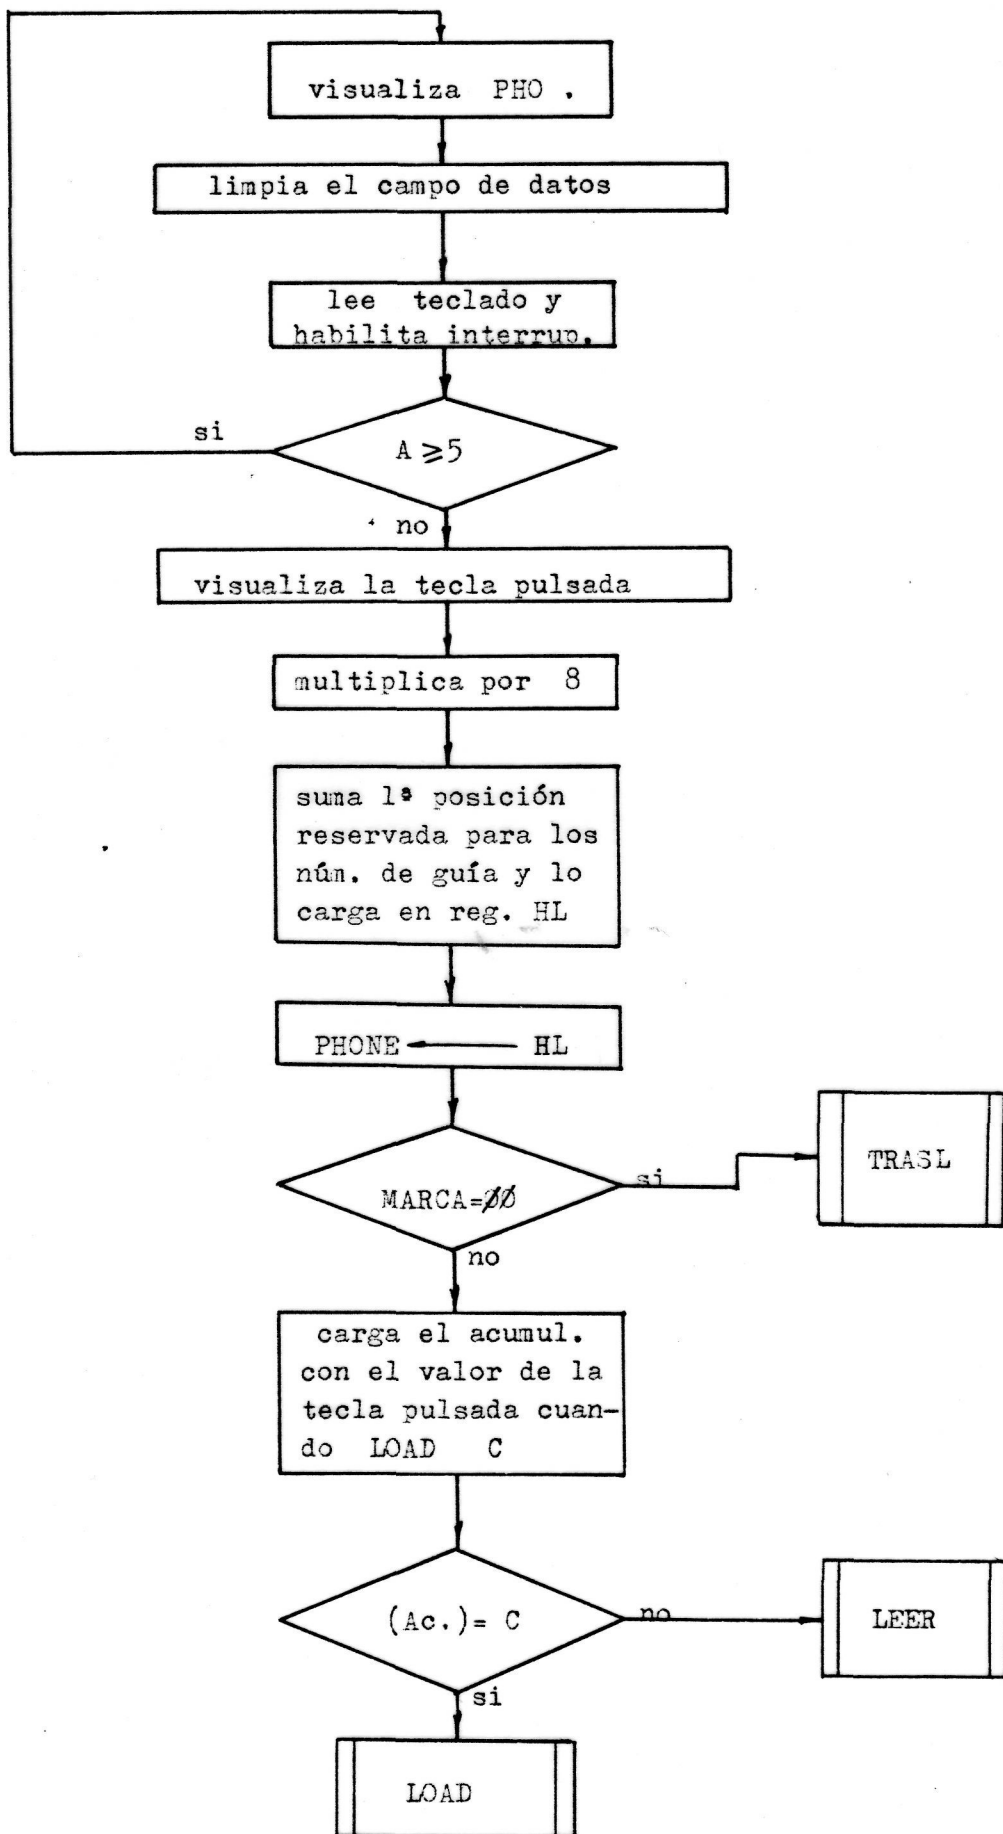 visualiza PHO .
limpia el campo de datos
lee teclado y
habilita interrup.
si
A ≥5
no
visualiza la tecla pulsada
multiplica por 8
suma 1ª posición
reservada para los
núm. de guía y lo
carga en reg. HL
PHONE ← HL
MARCA=ØØ
si
TRASL
no
carga el acumul.
con el valor de la
tecla pulsada cuan-
do LOAD C
(Ac.)= C
no
LEER
si
LOAD